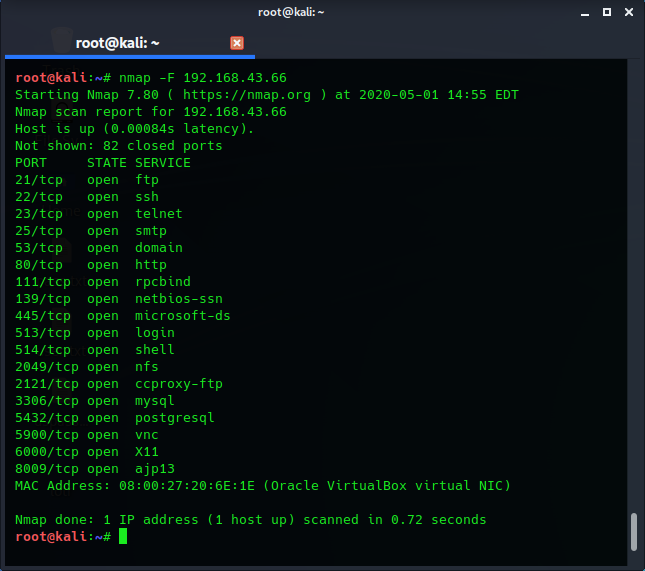 root@kali: ~
root@kali: ~
root@kali:~# nmap -F 192.168.43.66
Starting Nmap 7.80 ( https://nmap.org ) at 2020-05-01 14:55 EDT
Nmap scan report for 192.168.43.66
Host is up (0.00084s latency).
Not shown: 82 closed ports
PORT     STATE SERVICE
21/tcp   open  ftp
22/tcp   open  ssh
23/tcp   open  telnet
25/tcp   open  smtp
53/tcp   open  domain
80/tcp   open  http
111/tcp  open  rpcbind
139/tcp  open  netbios-ssn
445/tcp  open  microsoft-ds
513/tcp  open  login
514/tcp  open  shell
2049/tcp open  nfs
2121/tcp open  ccproxy-ftp
3306/tcp open  mysql
5432/tcp open  postgresql
5900/tcp open  vnc
6000/tcp open  X11
8009/tcp open  ajp13
MAC Address: 08:00:27:20:6E:1E (Oracle VirtualBox virtual NIC)
Nmap done: 1 IP address (1 host up) scanned in 0.72 seconds
root@kali:~#